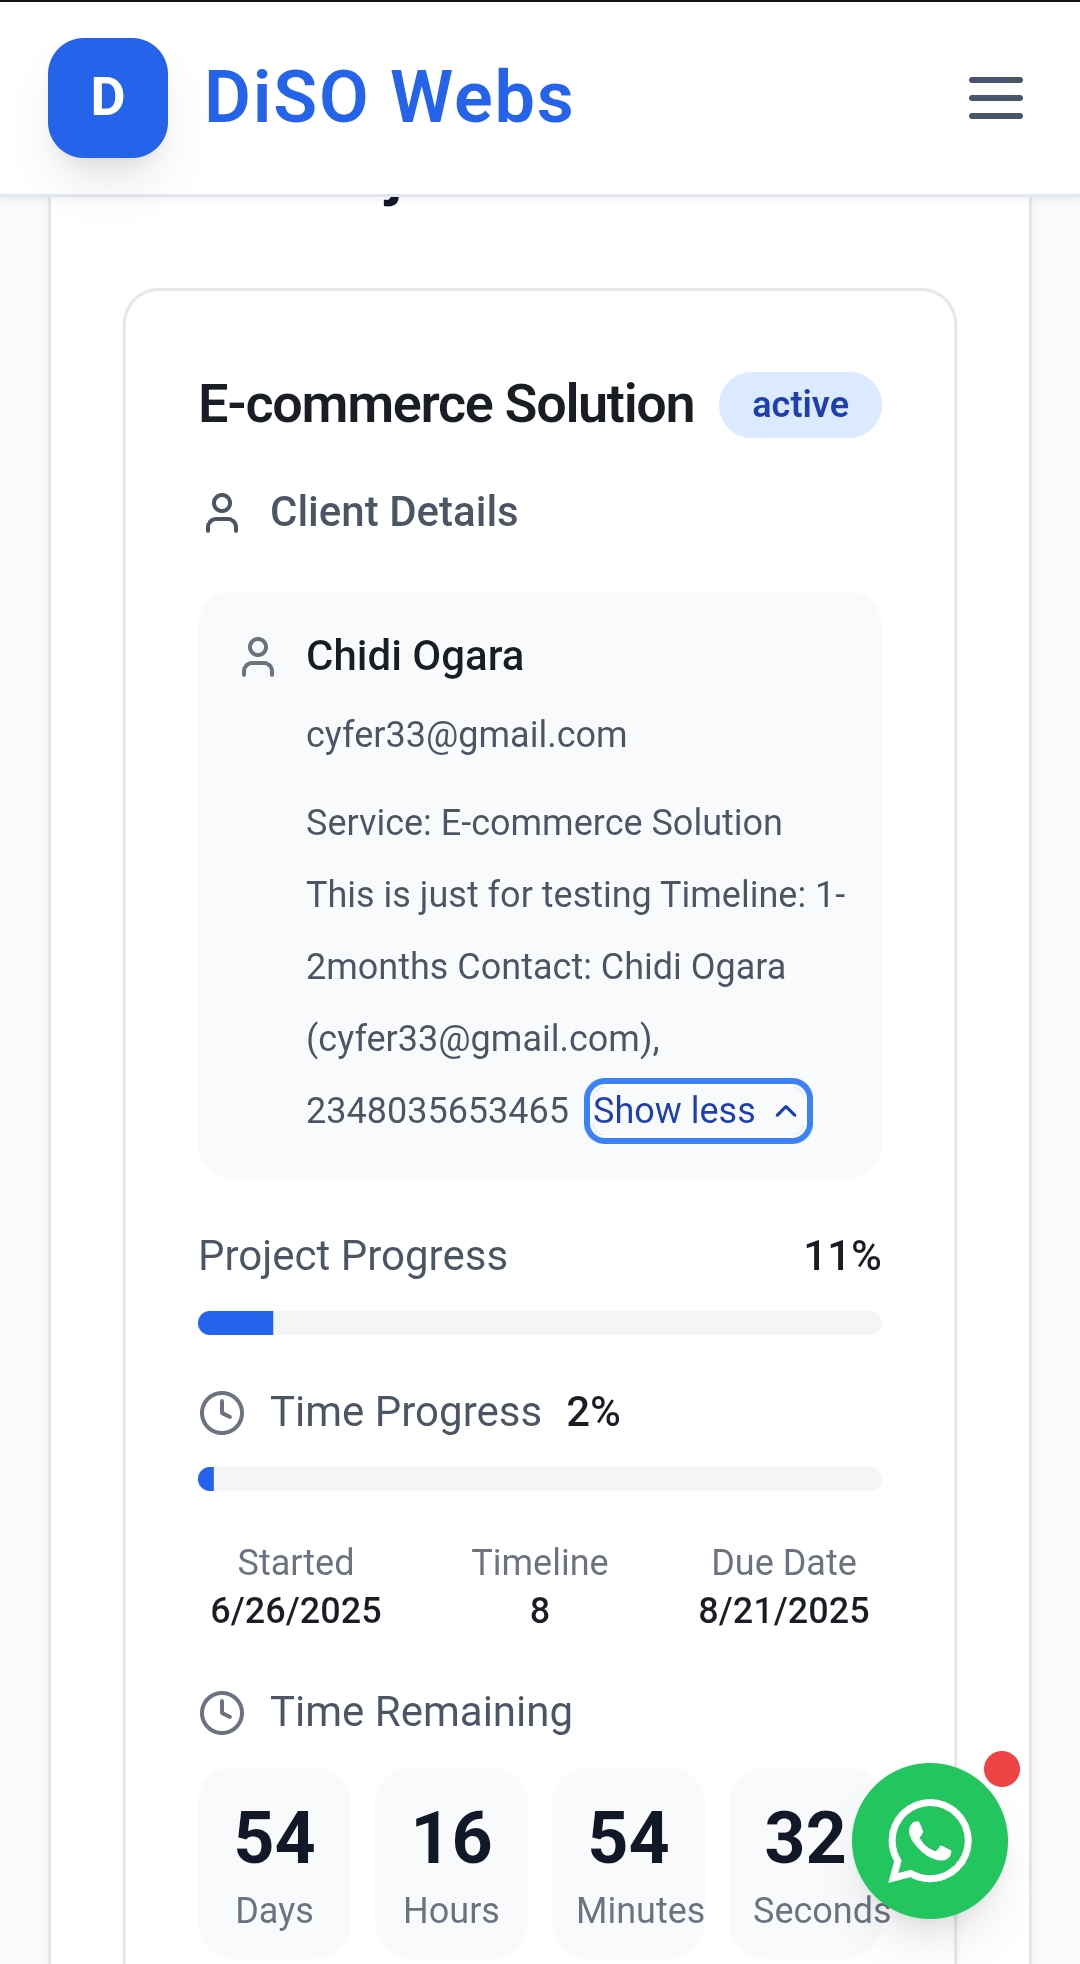 D DiSO Webs
E-commerce Solution active
Client Details
Chidi Ogara
cyfer33@gmail.com
Service: E-commerce Solution
This is just for testing Timeline: 1-
2months Contact: Chidi Ogara
(cyfer33@gmail.com),
2348035653465 Show less
Project Progress 11%
Time Progress 2%
Started Timeline Due Date
6/26/2025 8 8/21/2025
Time Remaining
54 16 54 32
Days Hours Minutes Seconds